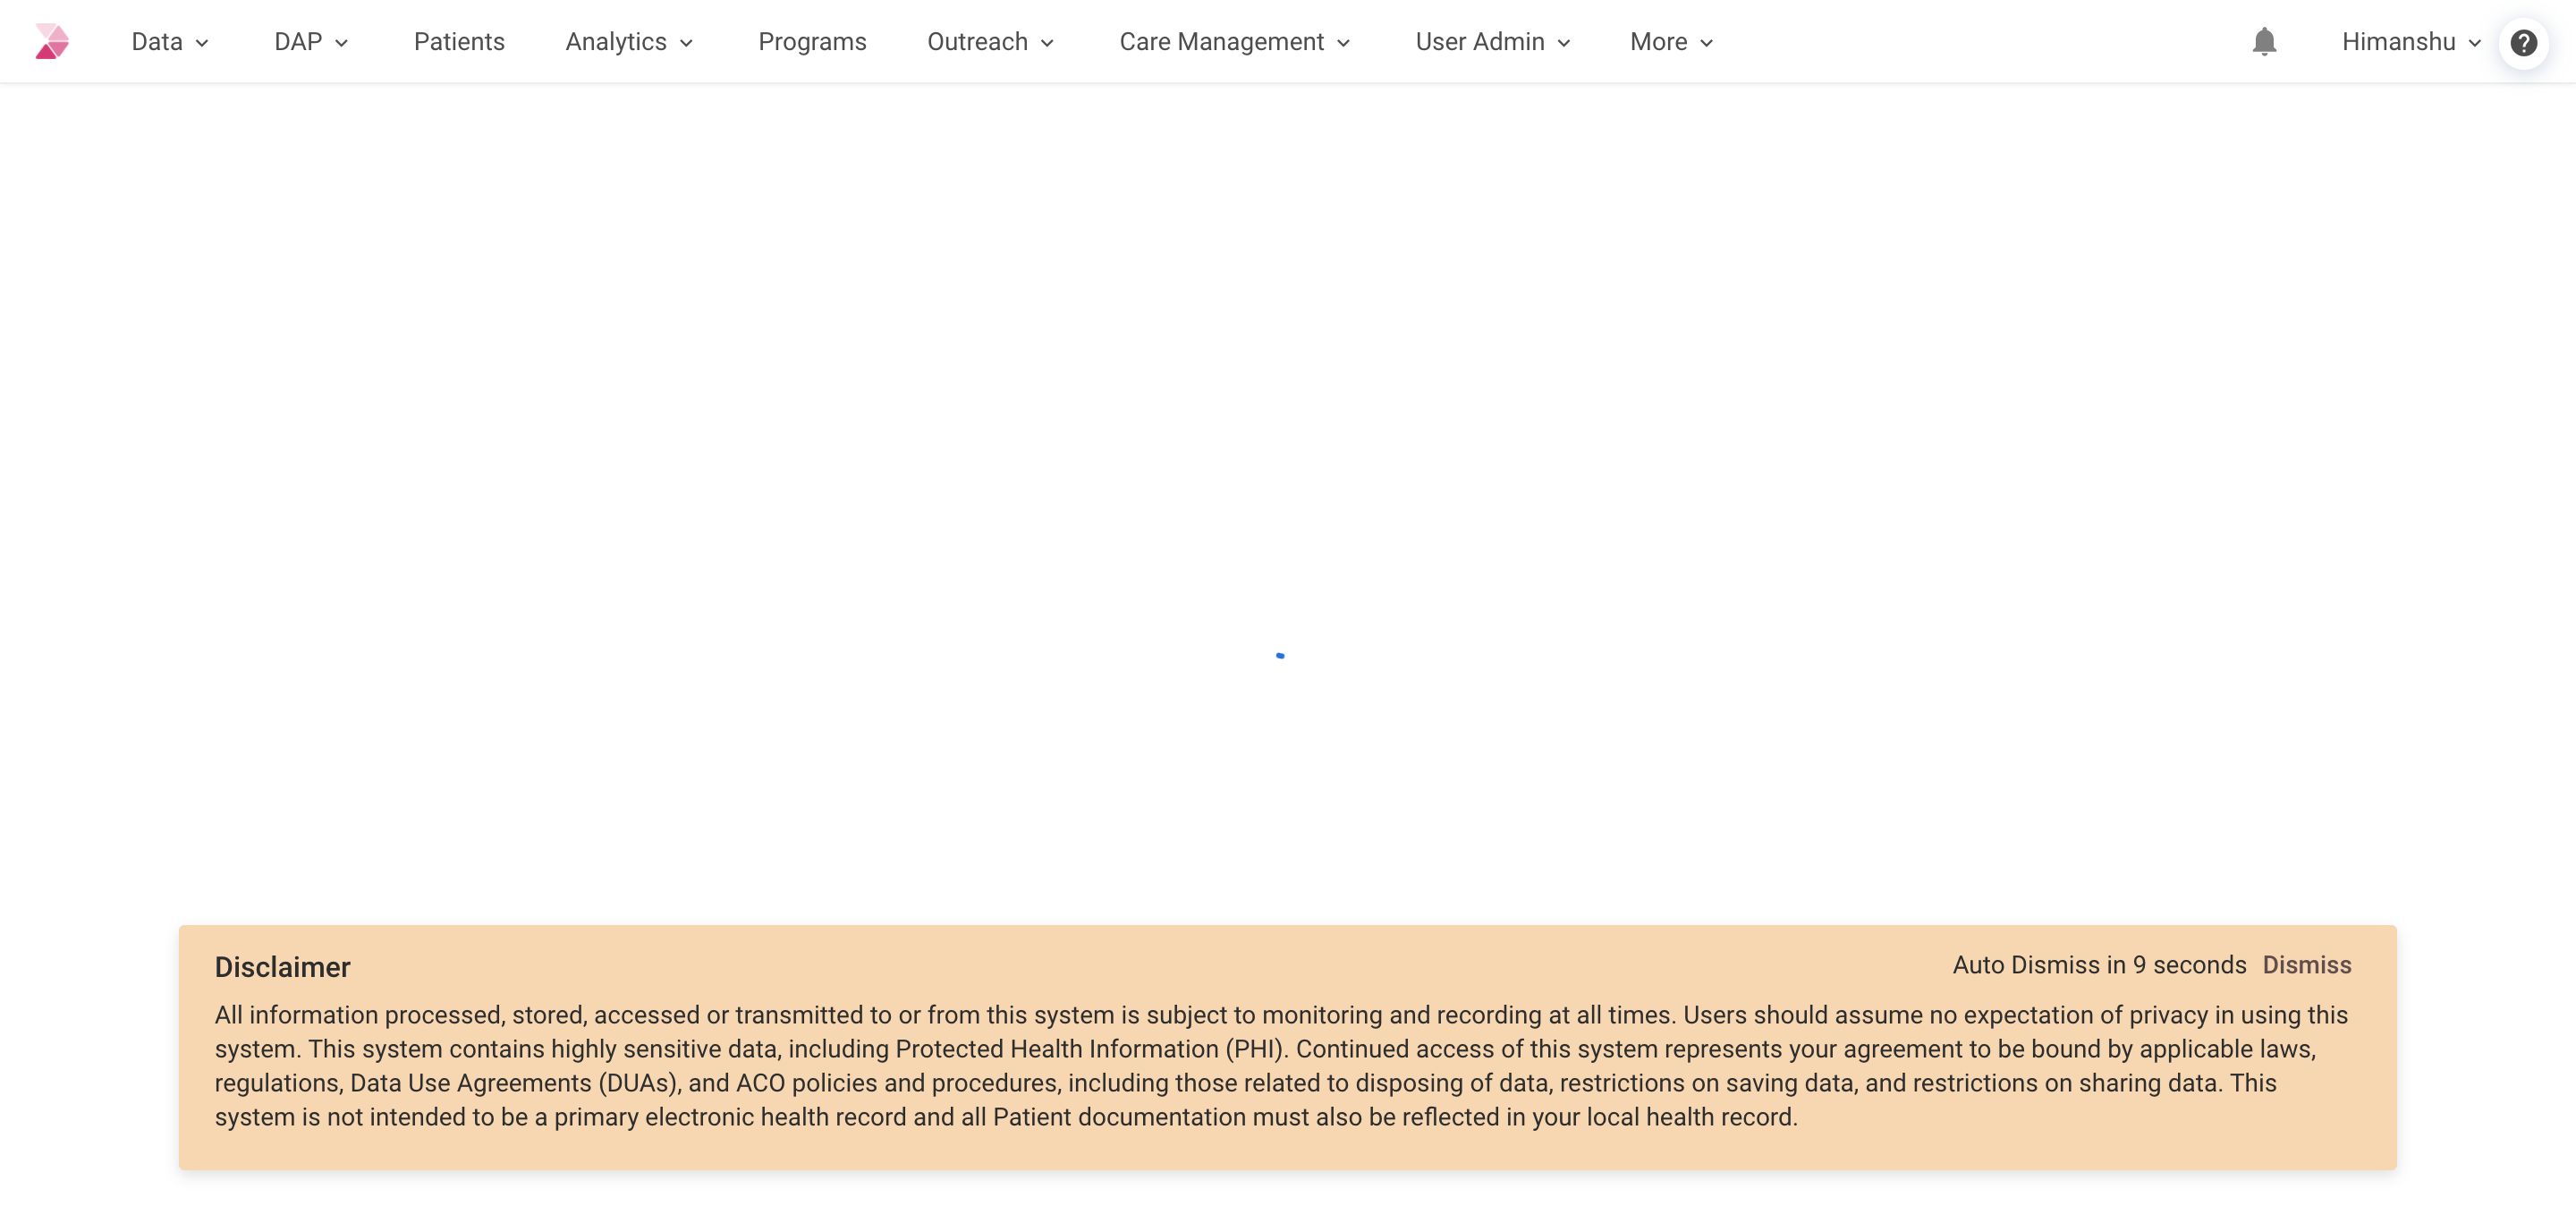 Data DAP Patients Analytics Programs Outreach Care Management User Admin More Himanshu
Disclaimer
Auto Dismiss in 9 seconds Dismiss
All information processed, stored, accessed or transmitted to or from this system is subject to monitoring and recording at all times. Users should assume no expectation of privacy in using this
system. This system contains highly sensitive data, including Protected Health Information (PHI). Continued access of this system represents your agreement to be bound by applicable laws,
regulations, Data Use Agreements (DUAs), and ACO policies and procedures, including those related to disposing of data, restrictions on saving data, and restrictions on sharing data. This
system is not intended to be a primary electronic health record and all Patient documentation must also be reflected in your local health record.